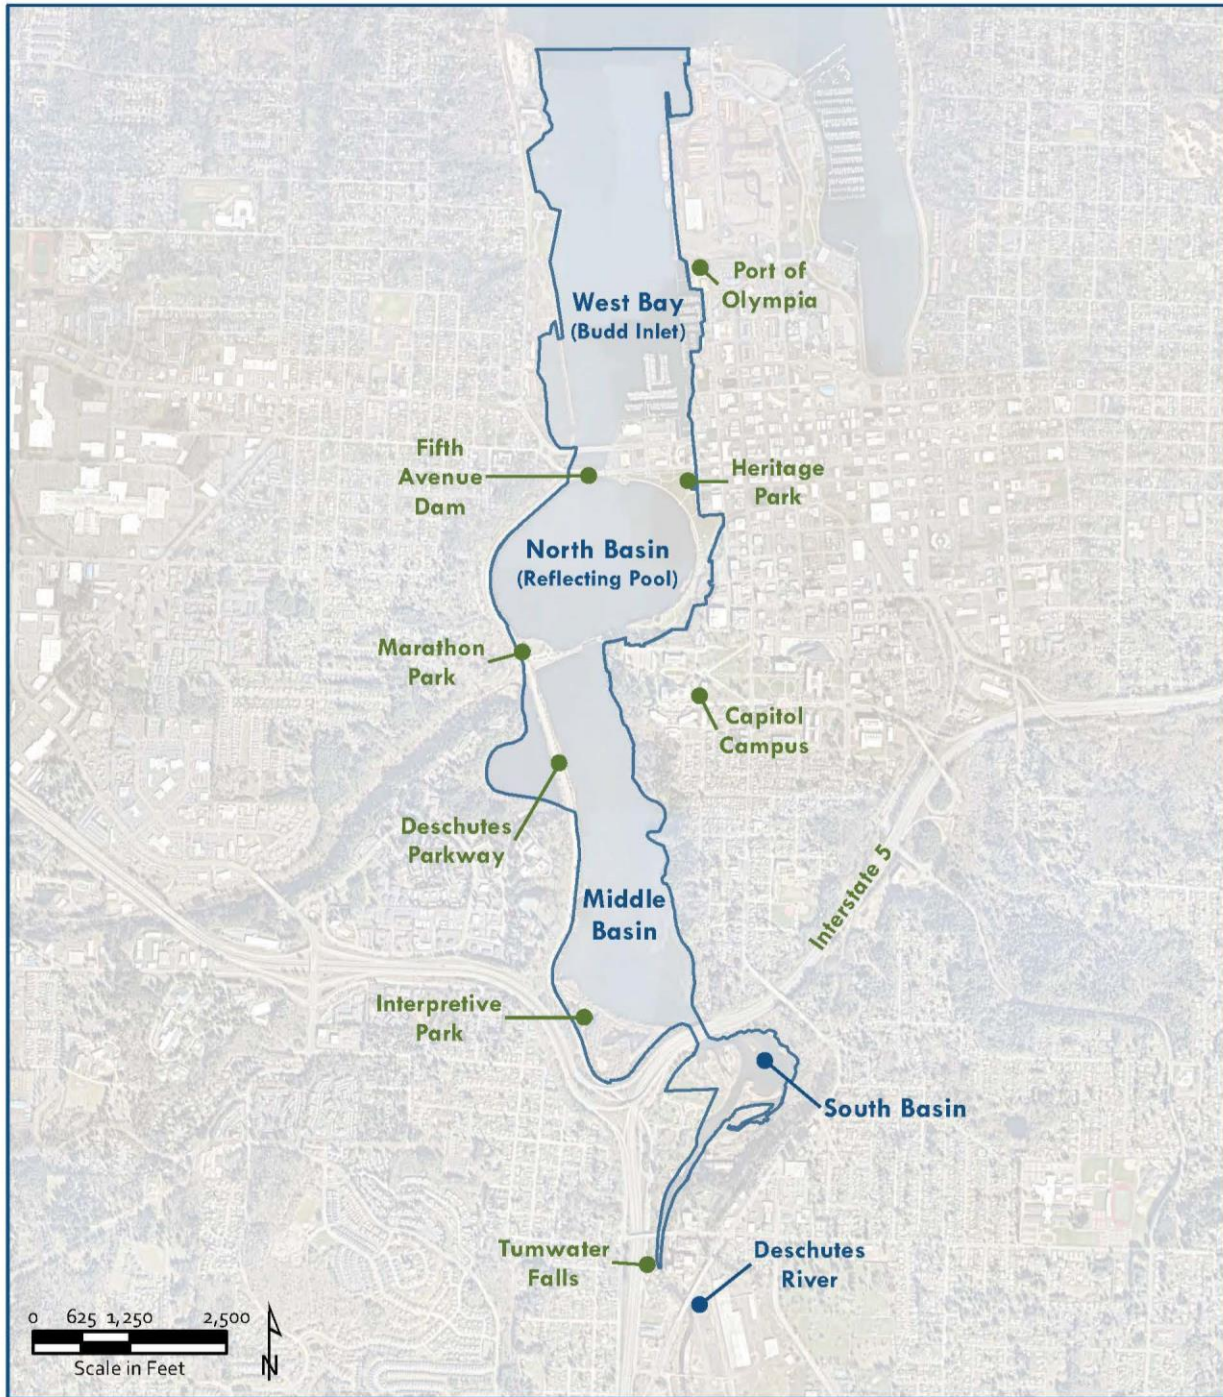 Port of
Olympia
West Bay
(Budd Inlet)
Fifth
Avenue
Dam
Heritage
Park
North Basin
(Reflecting Pool)
Marathon
Park
Capitol
Campus
Deschutes
Parkway
Interstate 5
Middle
Basin
Interpretive
Park
South Basin
Tumwater
Falls
Deschutes
River
0 625 1,250 2,500
Scale in Feet
N